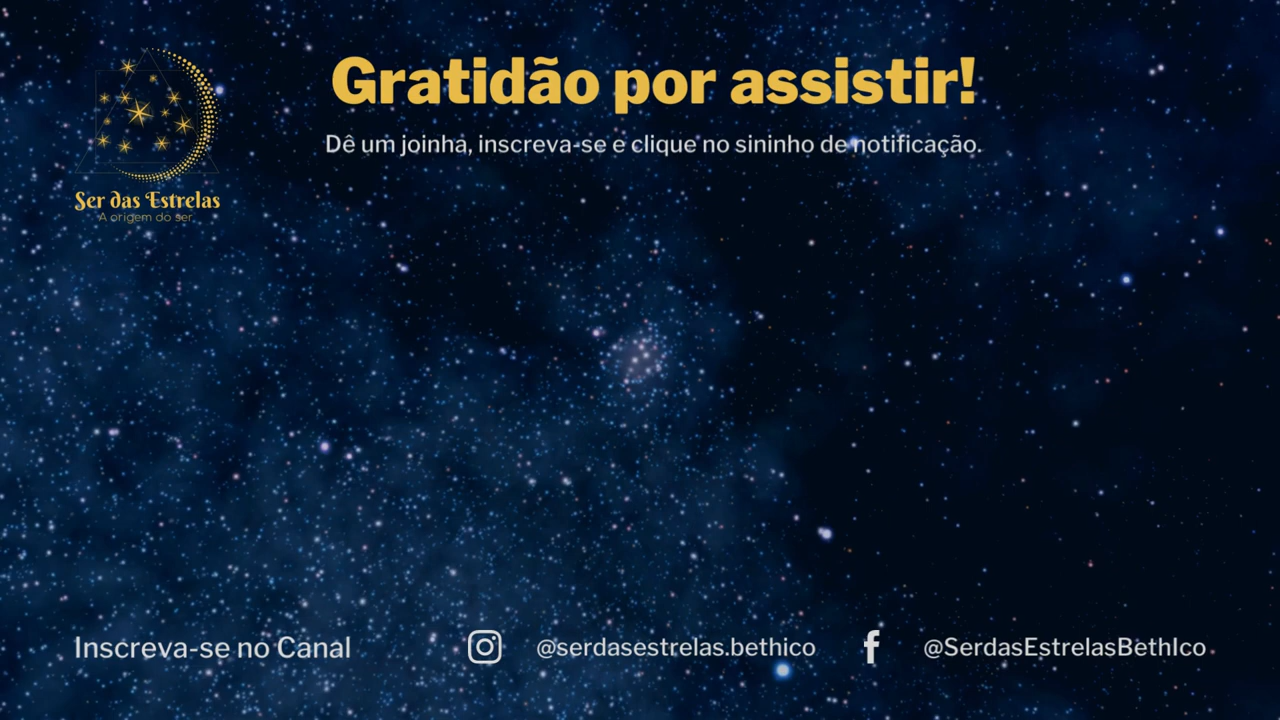 Gratidão por assistir!
Dê um joinha, inscreva-se e clique no sininho de notificação.
Ser das Estrelas
A origem do ser
Inscreva-se no Canal
@serdasestrelas.bethico
@SerdasEstrelasBethIco